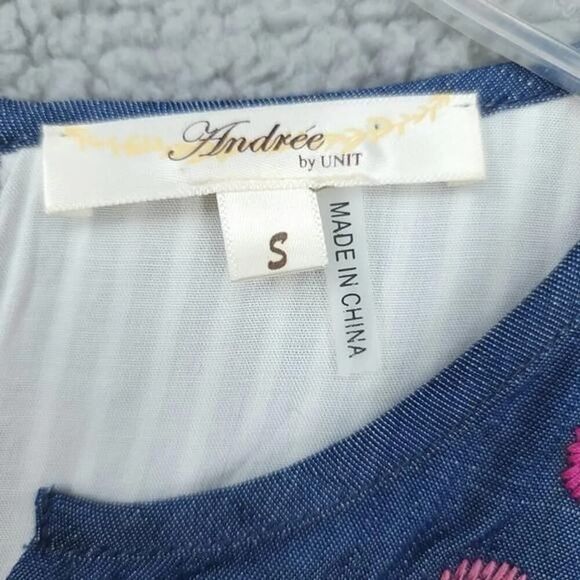 Andrée
by UNIT
S
MADE IN CHINA